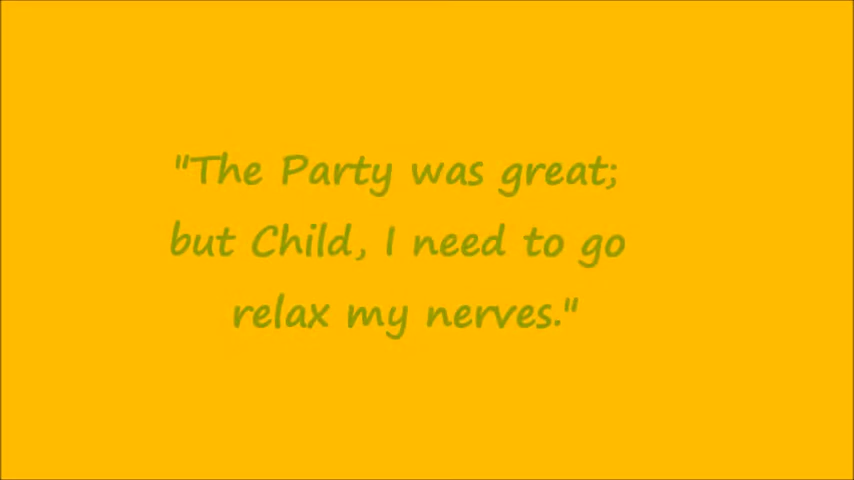 "The Party was great;
but Child, I need to go
relax my nerves."